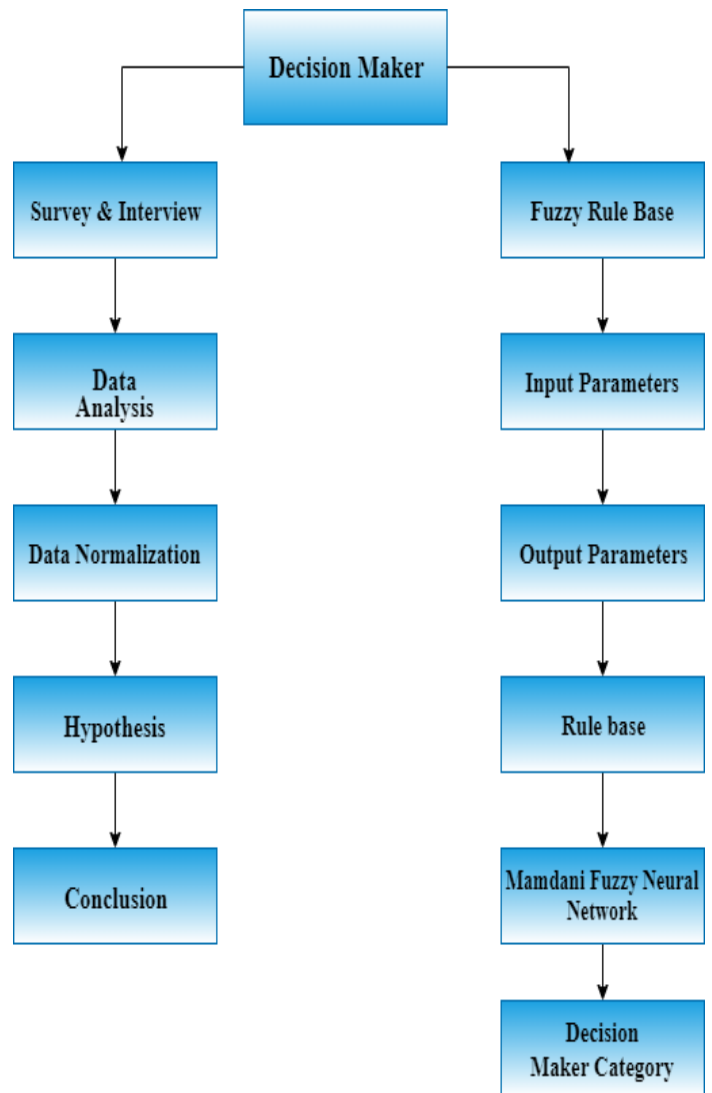 Decision Maker
Survey & Interview
Fuzzy Rule Base
Data
Analysis
Input Parameters
Data Normalization
Output Parameters
Hypothesis
Rule base
Conclusion
Mamdani Fuzzy Neural
Network
Decision
Maker Category